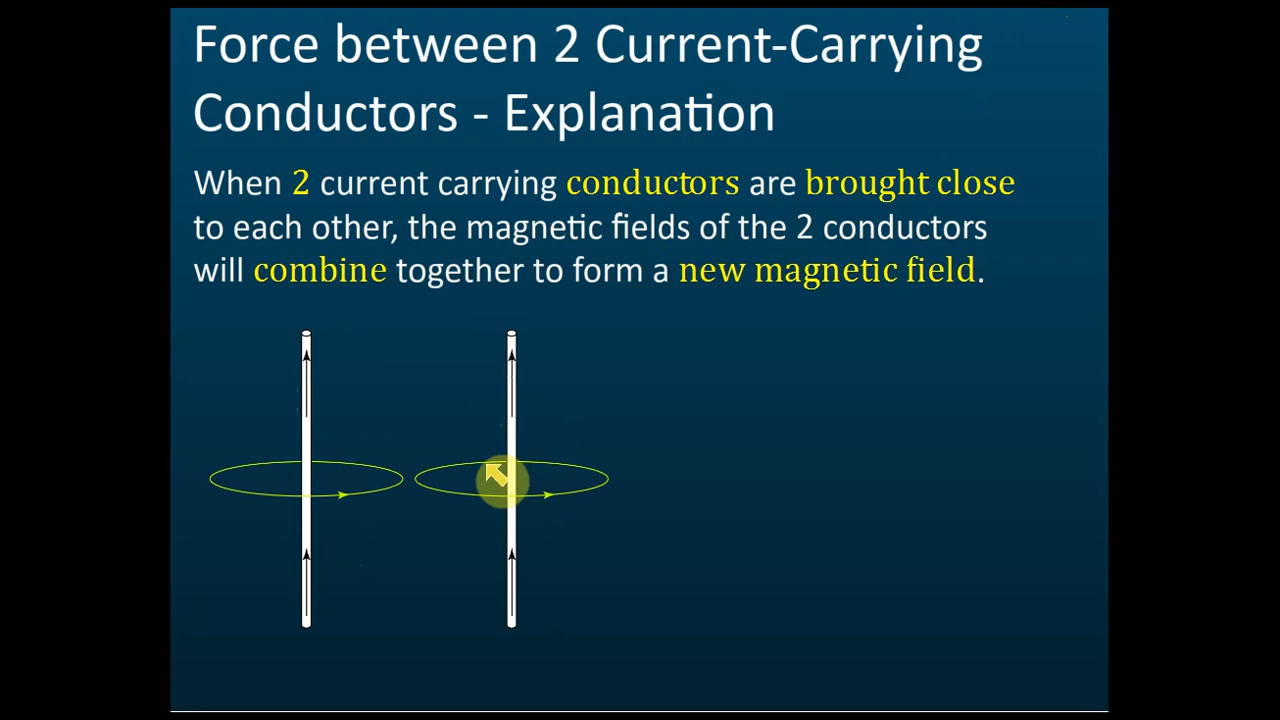 Force between 2 Current-Carrying
Conductors - Explanation
When 2 current carrying conductors are brought close
to each other, the magnetic fields of the 2 conductors
will combine together to form a new magnetic field.